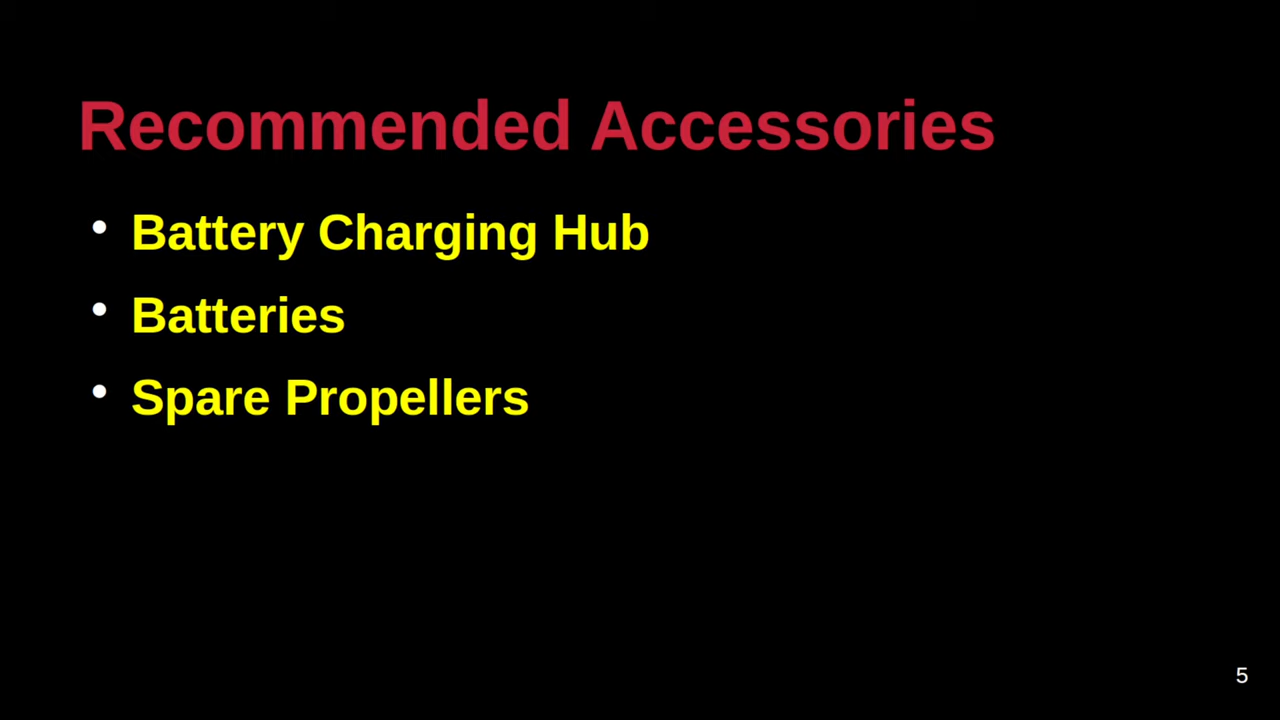 Recommended Accessories
• Battery Charging Hub
• Batteries
• Spare Propellers
5